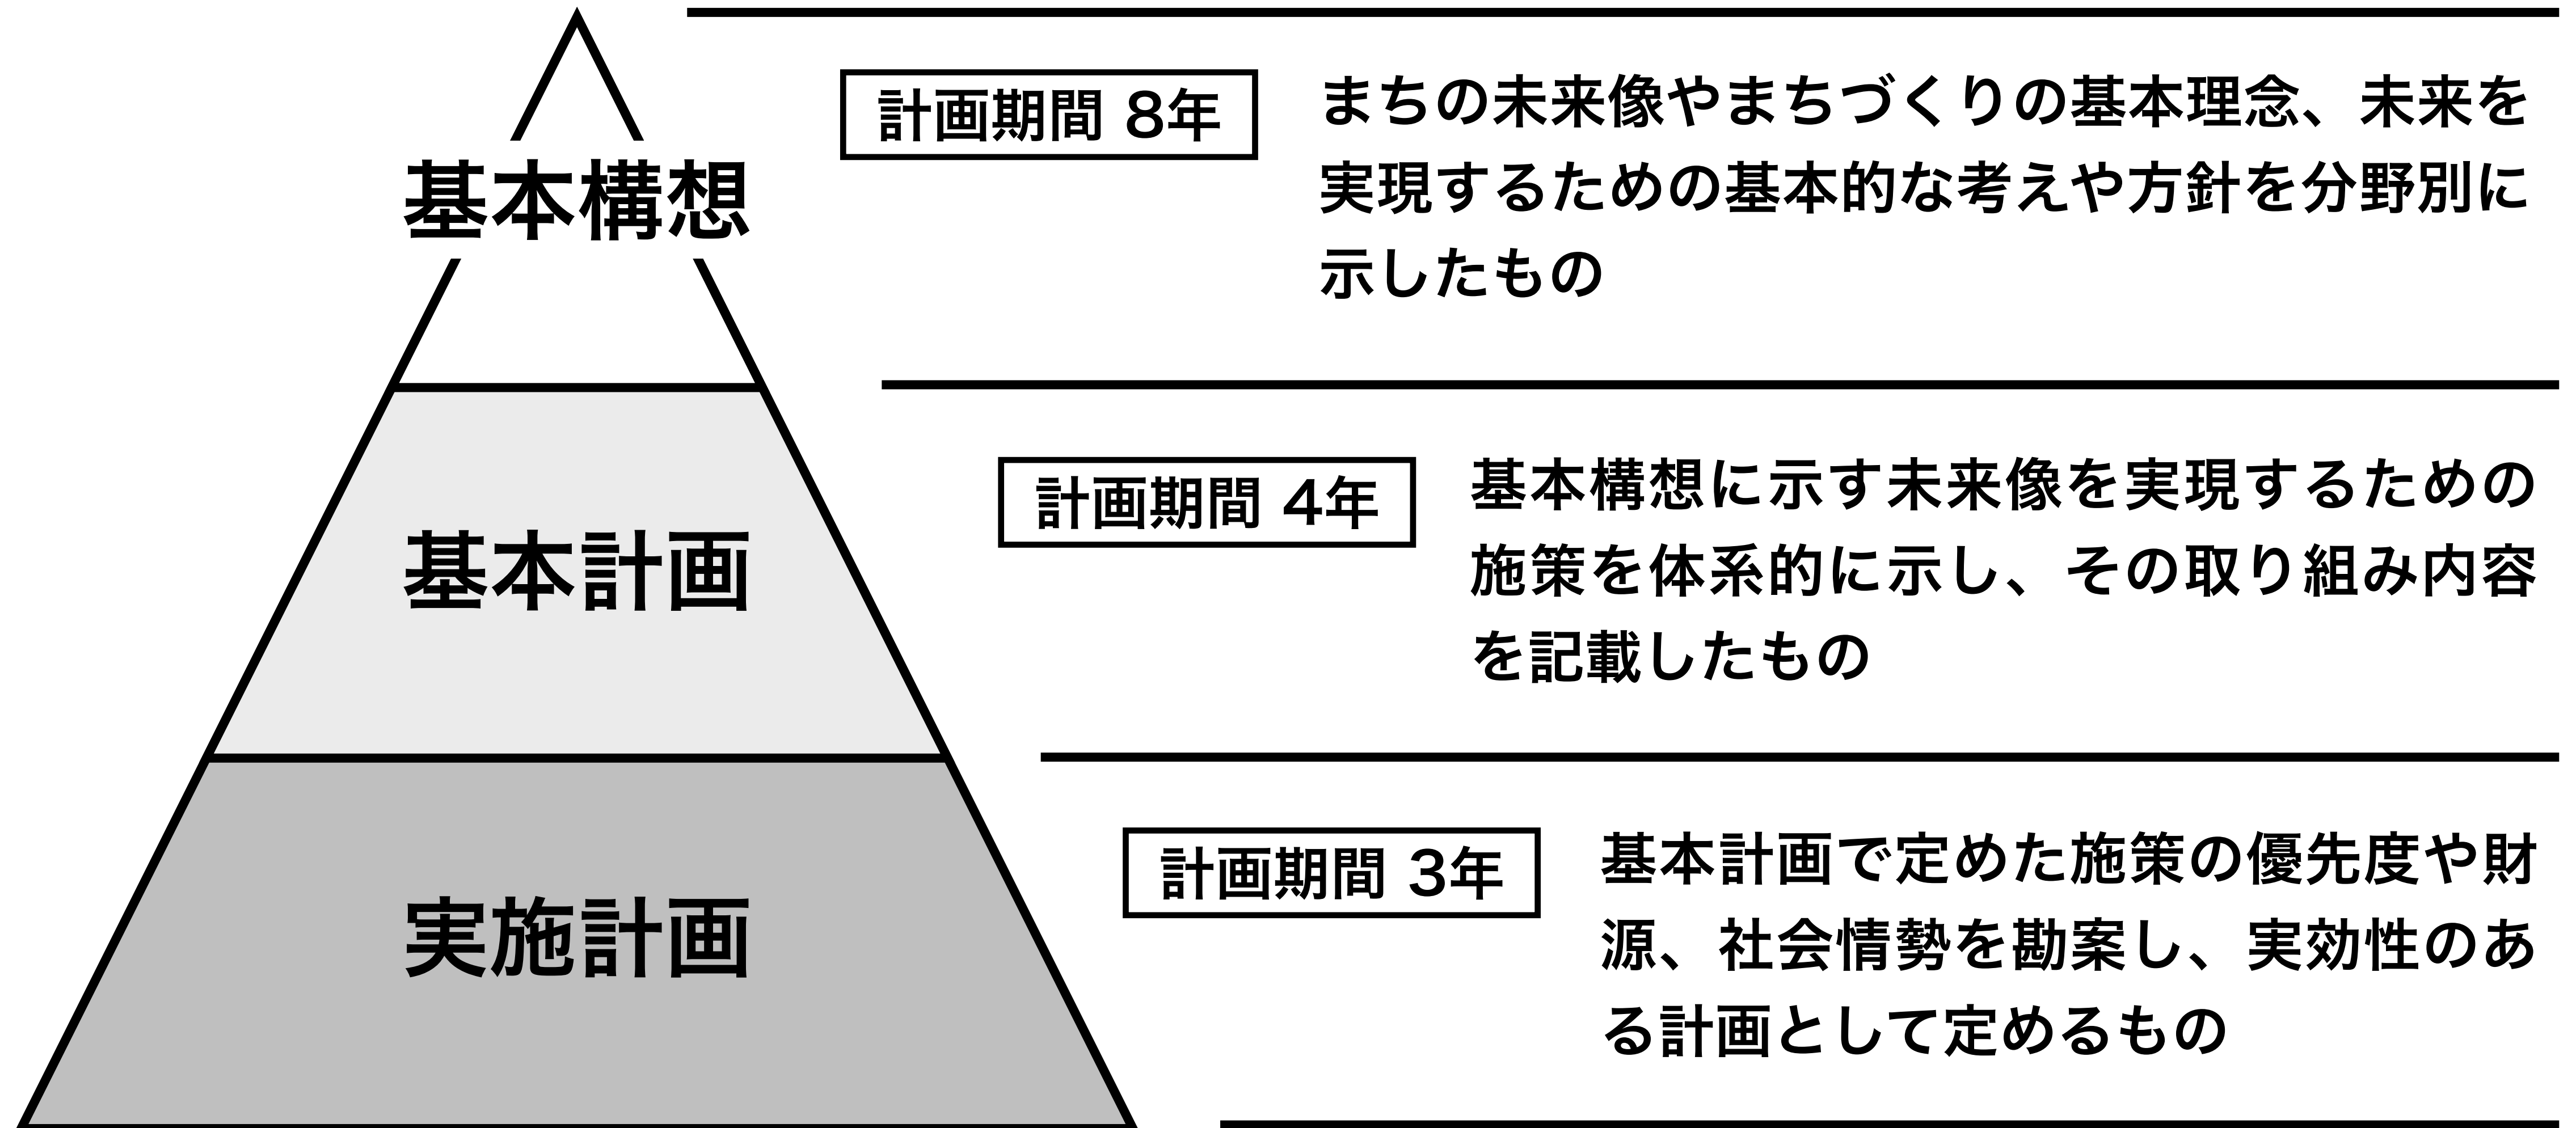 基本構想
計画期間 8年
まちの未来像やまちづくりの基本理念、未来を
実現するための基本的な考えや方針を分野別に
示したもの
基本計画
計画期間 4年
基本構想に示す未来像を実現するための
施策を体系的に示し、その取り組み内容
を記載したもの
実施計画
計画期間 3年
基本計画で定めた施策の優先度や財
源、社会情勢を勘案し、実効性のあ
る計画として定めるもの